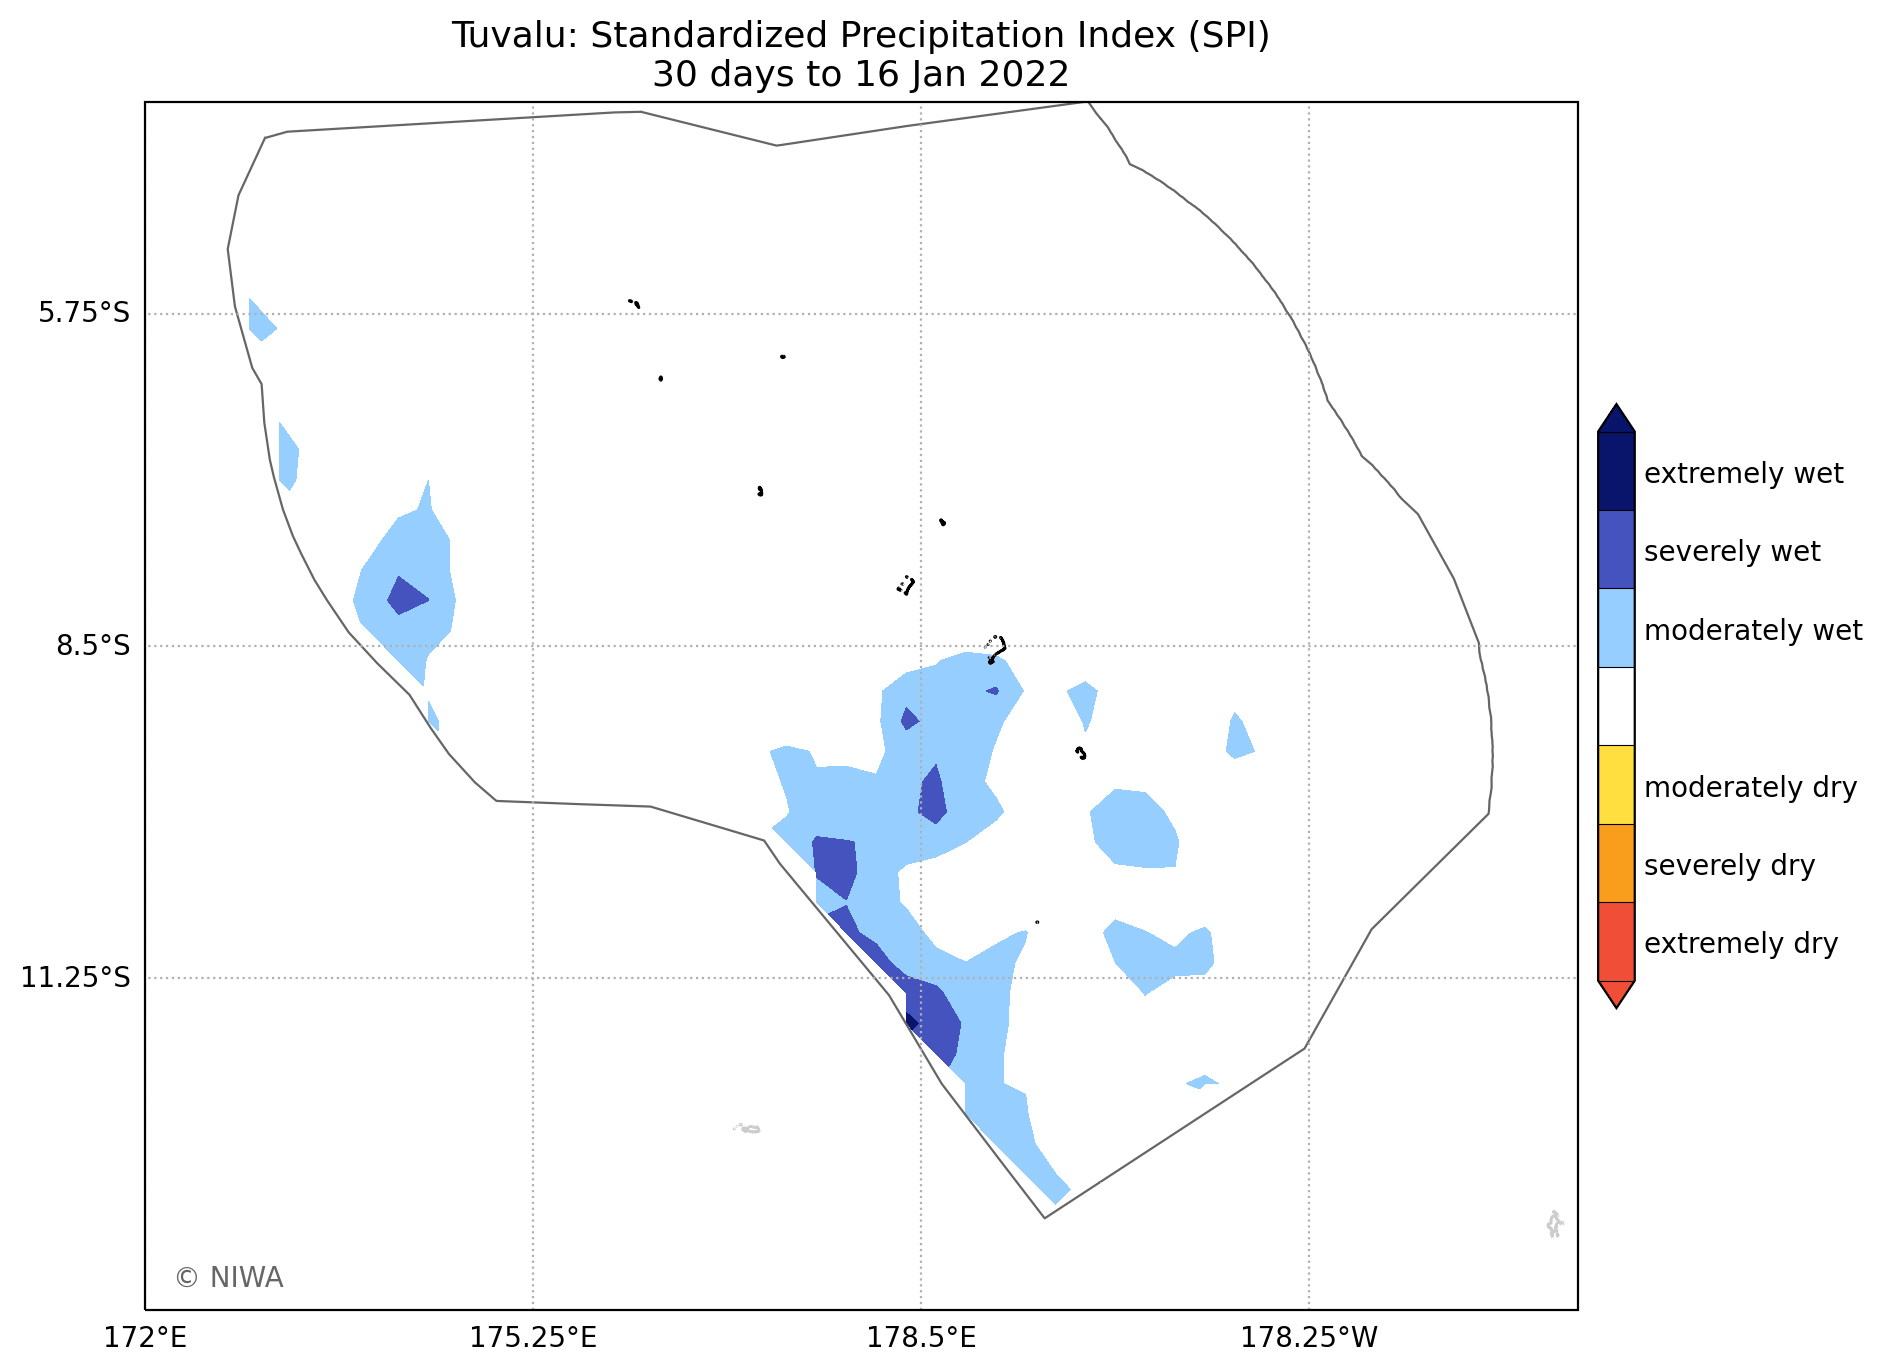 Tuvalu: Standardized Precipitation Index (SPI)
30 days to 16 Jan 2022
5.75°S
8.5°S
11.25°S
172°E
175.25°E
178.5°E
178.25°W
extremely wet
severely wet
moderately wet
moderately dry
severely dry
extremely dry
© NIWA